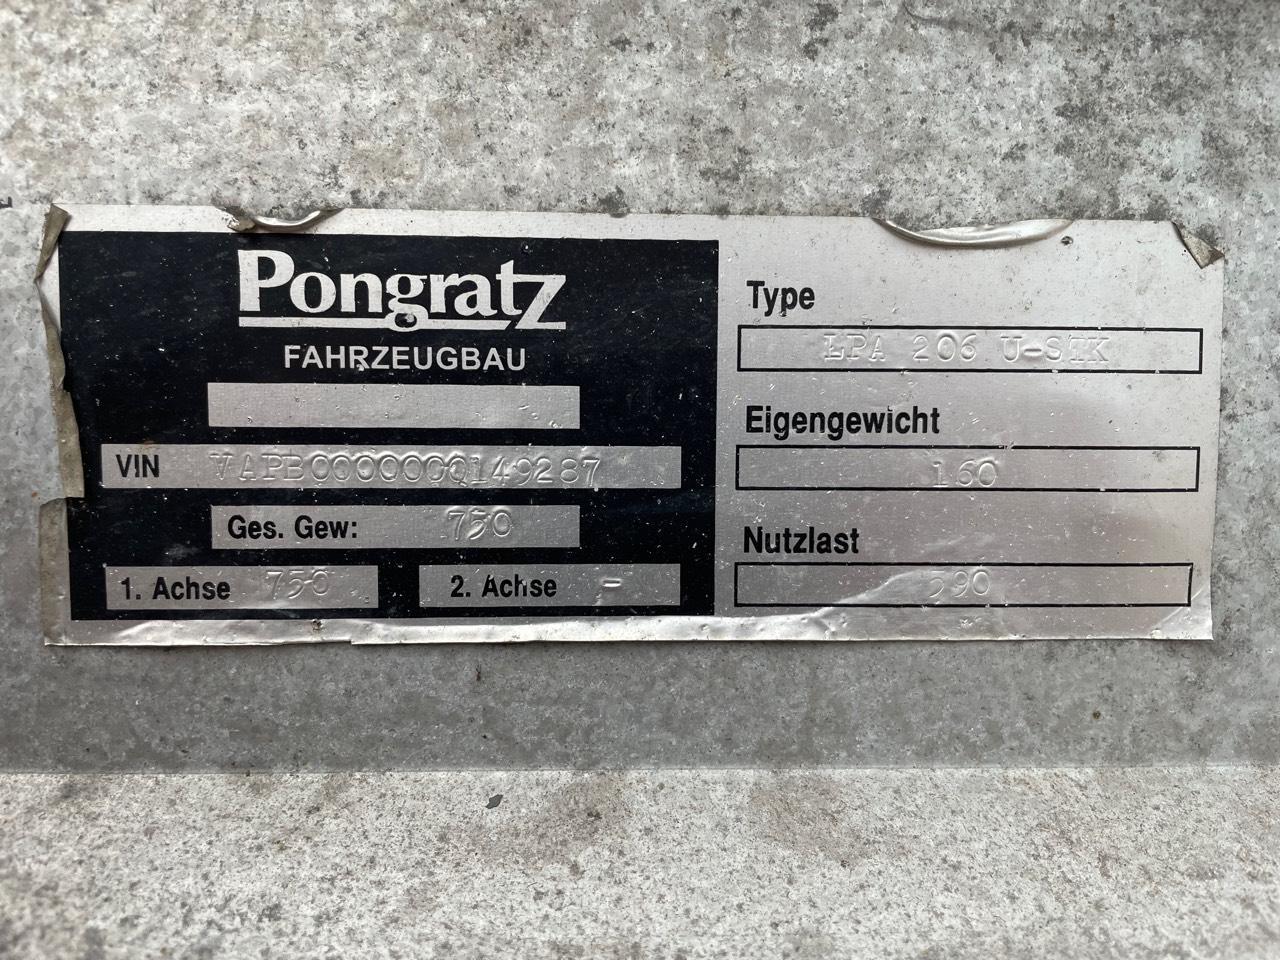 Pongratz
FAHRZEUGBAU
VIN VAPB000000Q149287
Ges. Gew: 750
1. Achse 750 2. Achse -
Type
LPA 206 U-STK
Eigengewicht
160
Nutzlast
590